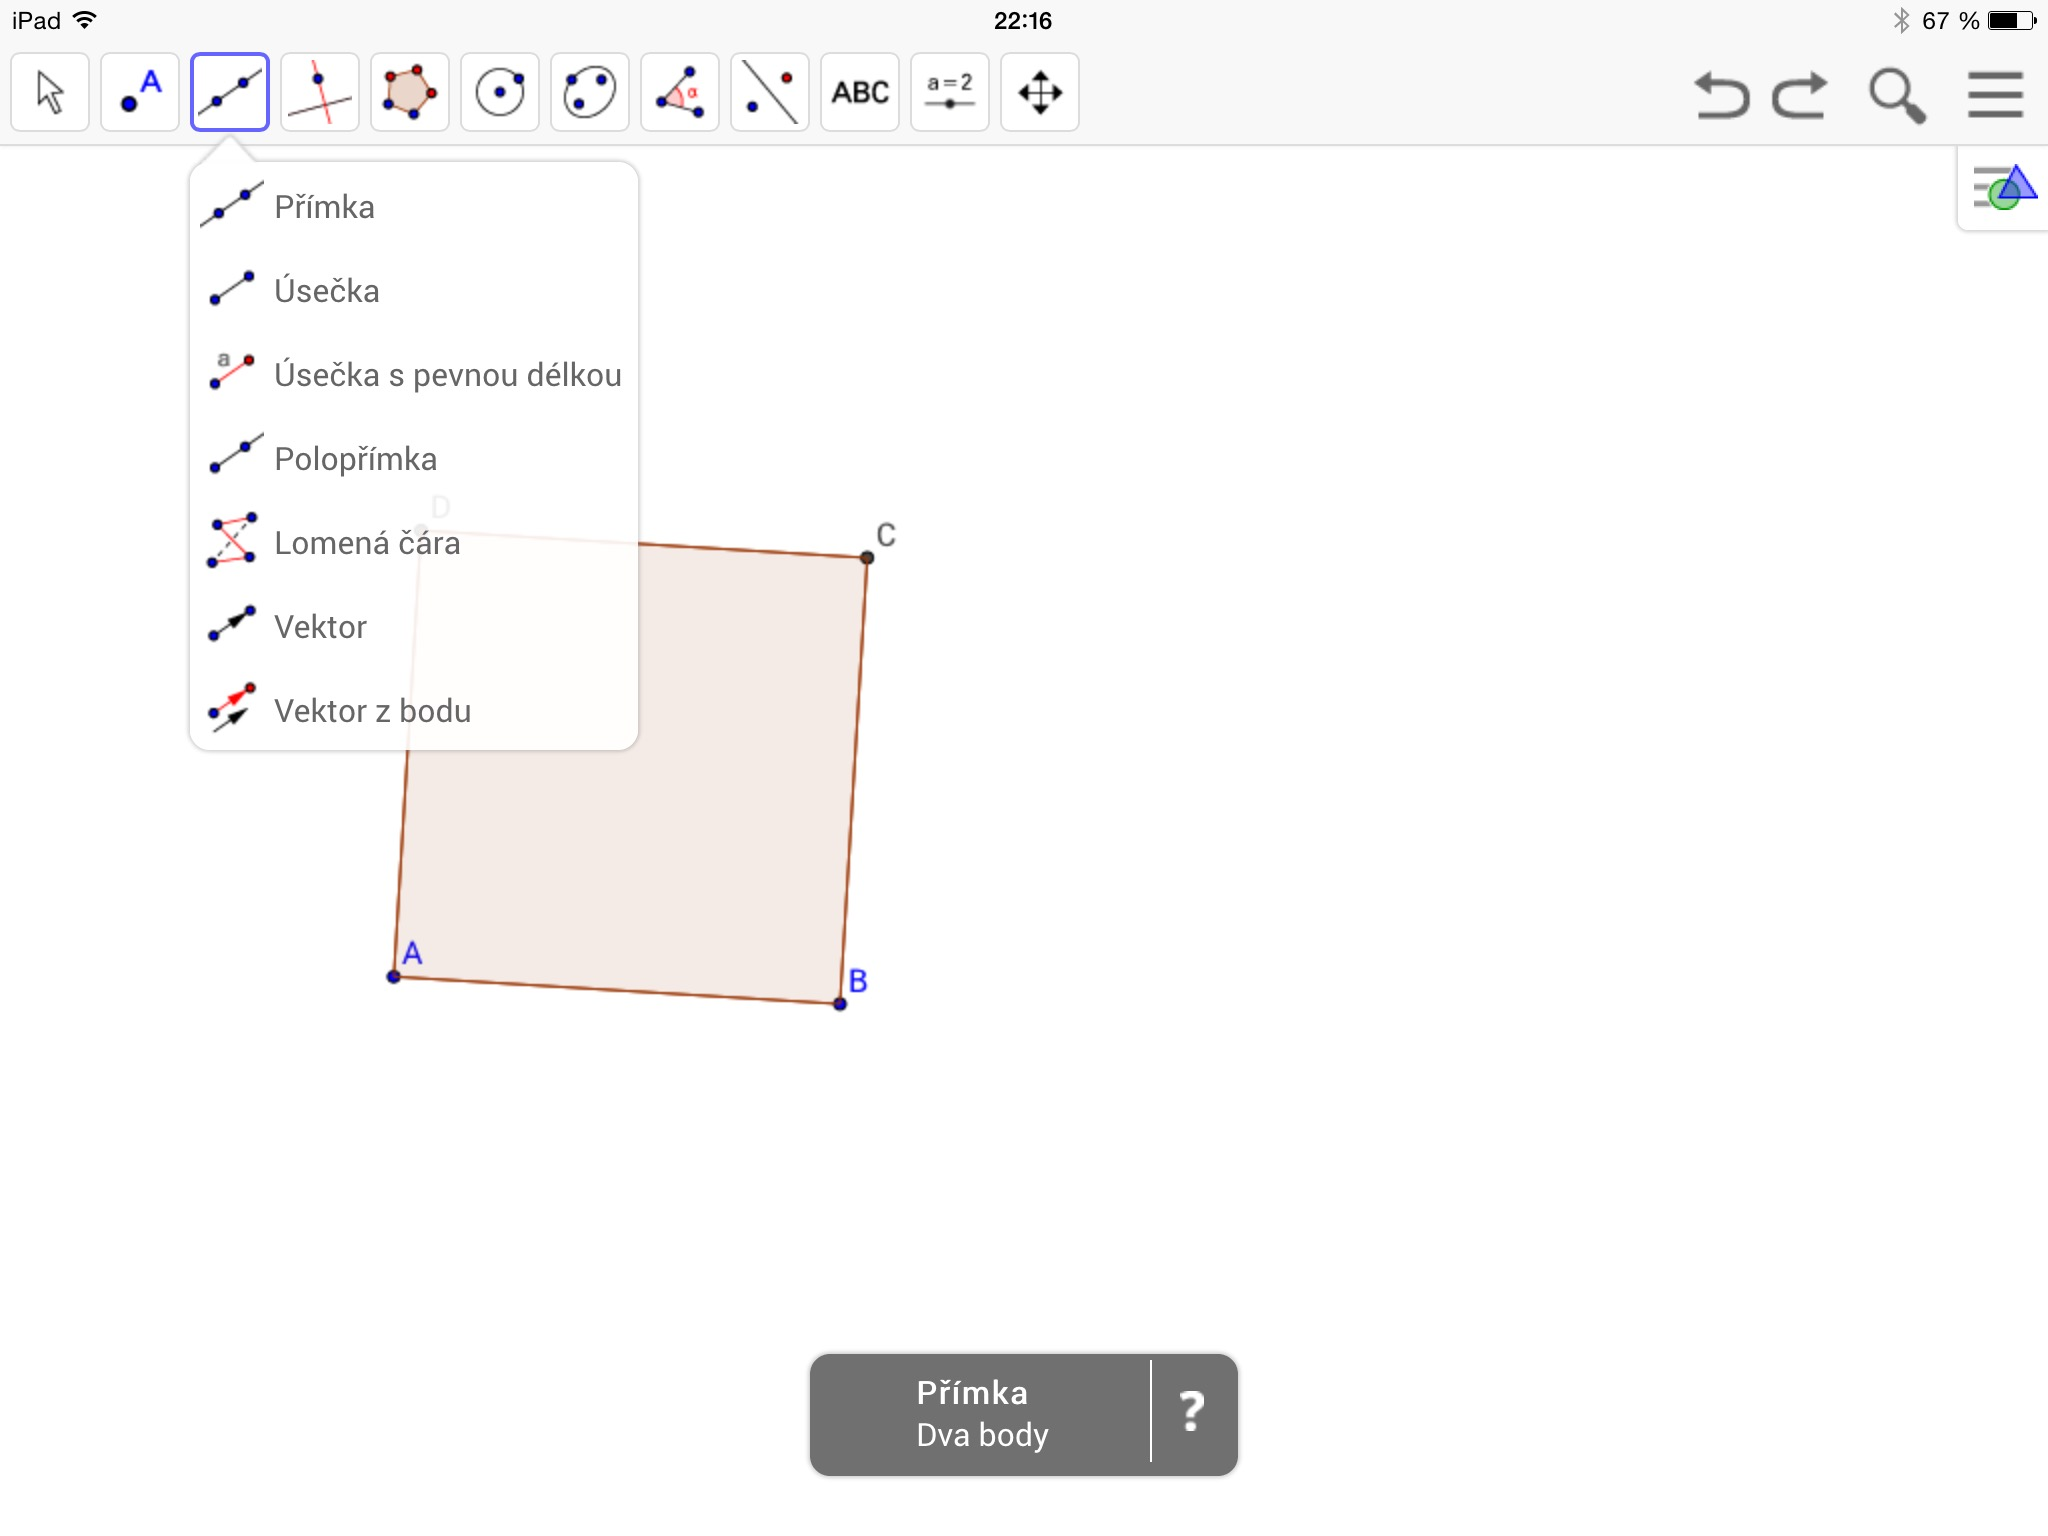 iPad 22:16 67 %
A α ABC a=2
Přímka
Úsečka
a Úsečka s pevnou délkou
Polopřímka
D
C
Lomená čára
Vektor
Vektor z bodu
A
B
Přímka
Dva body
?